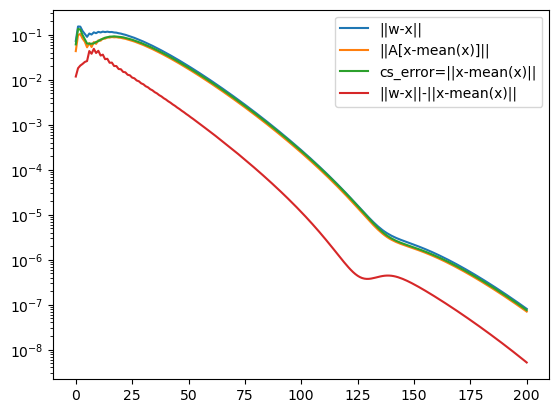 ||w-x||
||A[x-mean(x)]||
cs_error=||x-mean(x)||
||w-x||-||x-mean(x)||
10⁻¹
10⁻²
10⁻³
10⁻⁴
10⁻⁵
10⁻⁶
10⁻⁷
10⁻⁸
0 25 50 75 100 125 150 175 200